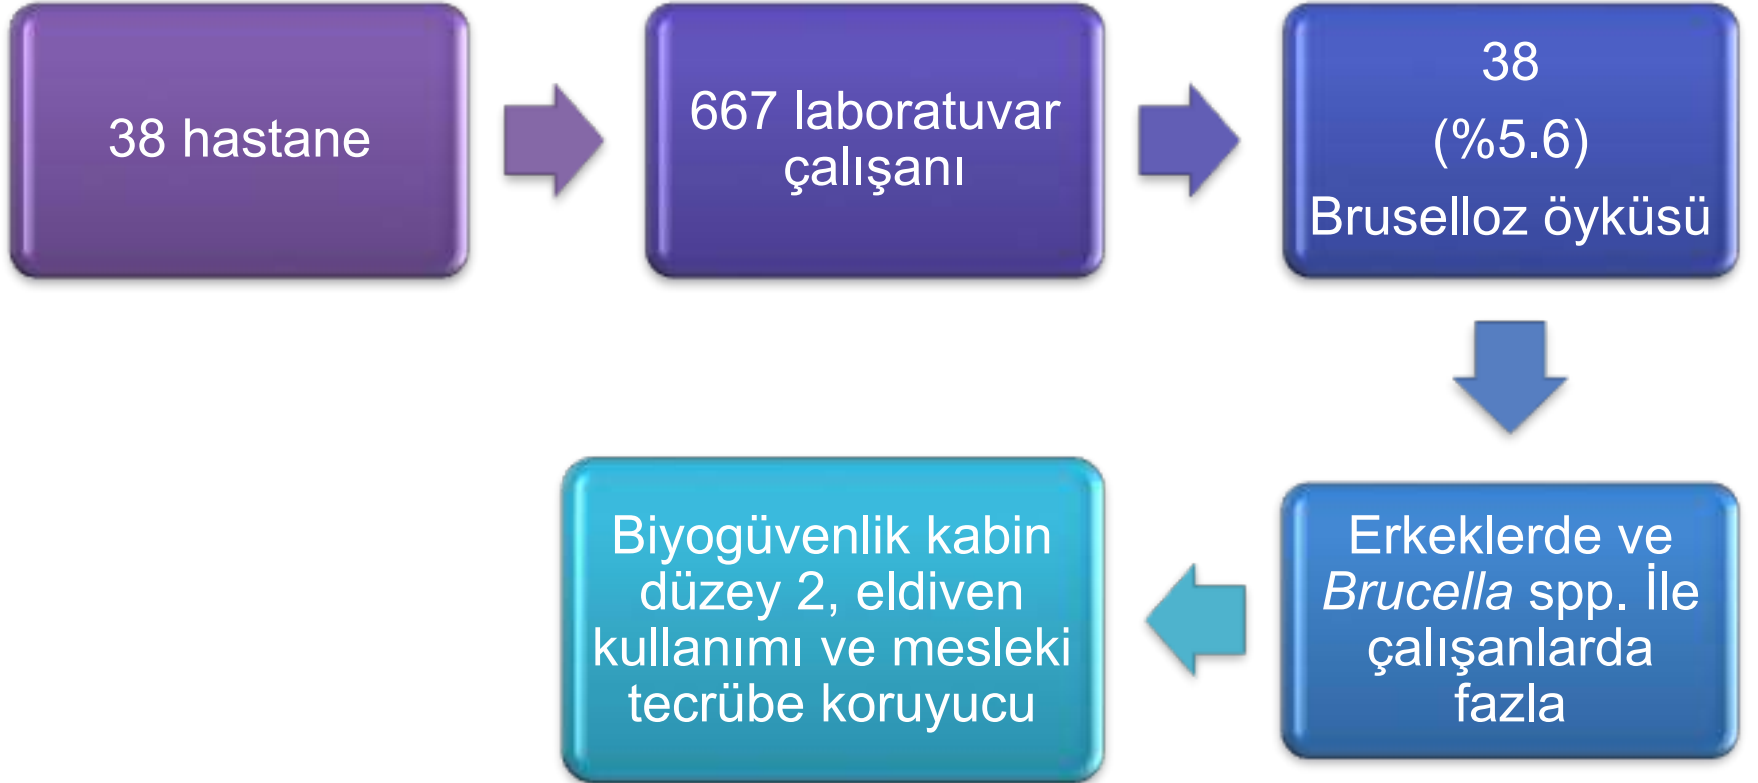 38 hastane
667 laboratuvar
çalışanı
38
(%5.6)
Bruselloz öyküsü
Erkeklerde ve
Brucella spp. İle
çalışanlarda
fazla
Biyogüvenlik kabin
düzey 2, eldiven
kullanımı ve mesleki
tecrübe koruyucu